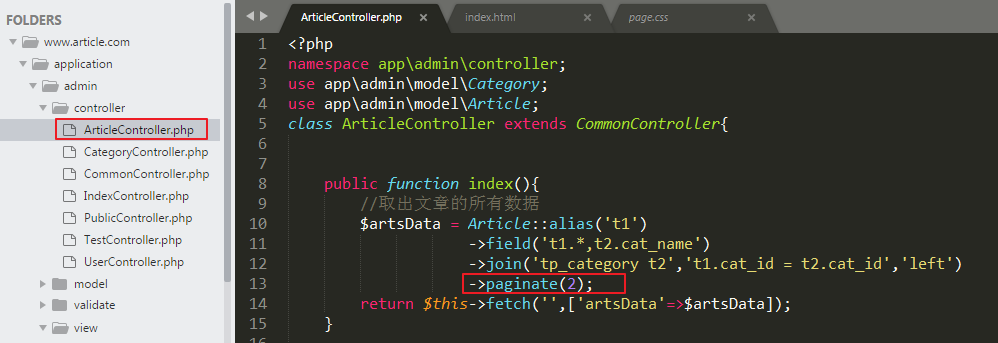 FOLDERS
www.article.com
application
admin
controller
ArticleController.php
CategoryController.php
CommonController.php
IndexController.php
PublicController.php
TestController.php
UserController.php
model
validate
view
ArticleController.php × index.html × page.css ×
1 <?php
2 namespace app\admin\controller;
3 use app\admin\model\Category;
4 use app\admin\model\Article;
5 class ArticleController extends CommonController{
6
7
8 public function index(){
9 //取出文章的所有数据
10 $artsData = Article::alias('t1')
11 ->field('t1.*,t2.cat_name')
12 ->join('tp_category t2','t1.cat_id = t2.cat_id','left')
13 ->paginate(2);
14 return $this->fetch('',['artsData'=>$artsData]);
15 }
16